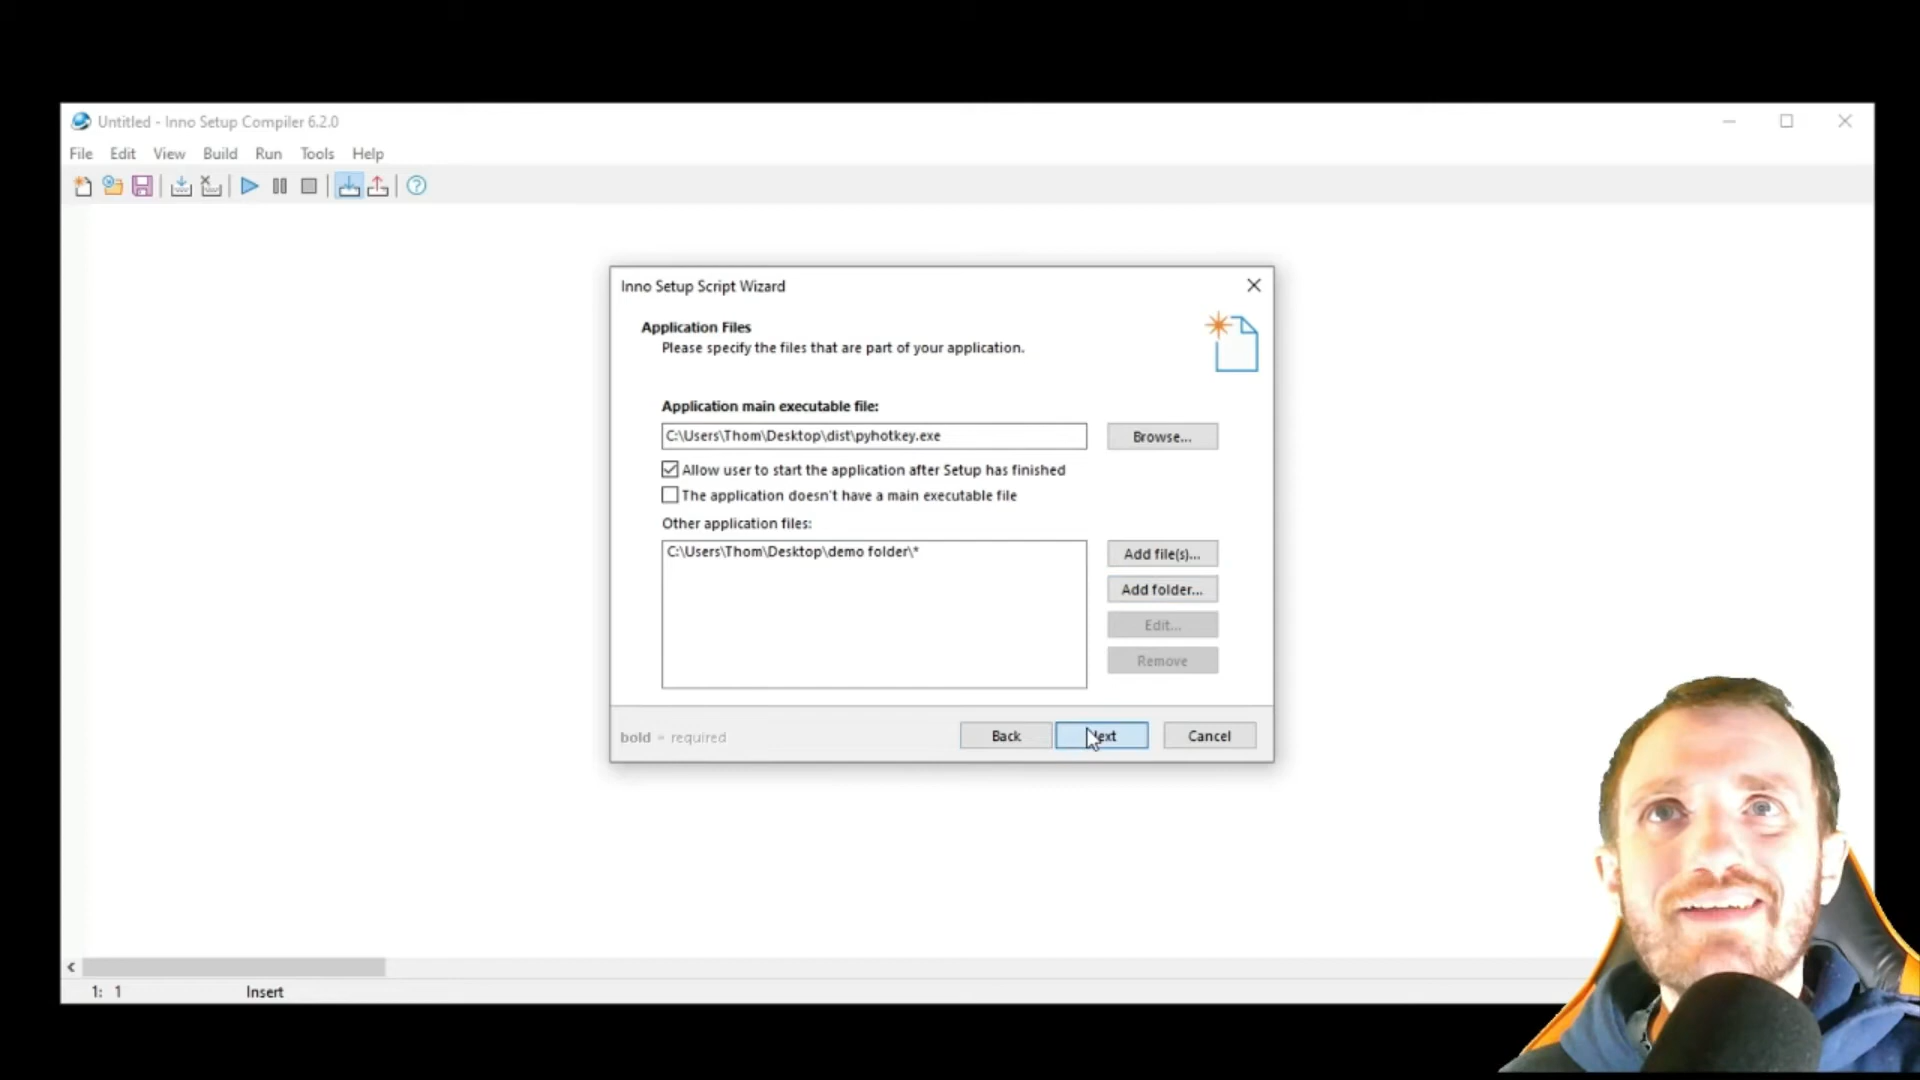 Untitled - Inno Setup Compiler 6.2.0
File Edit View Build Run Tools Help
Inno Setup Script Wizard
Application Files
Please specify the files that are part of your application.
Application main executable file:
C:\Users\Thom\Desktop\dist\pyhotkey.exe
Browse...
Allow user to start the application after Setup has finished
The application doesn't have a main executable file
Other application files:
C:\Users\Thom\Desktop\demo folder\*
Add file(s)...
Add folder...
Edit...
Remove
bold = required
Back
Cancel
1: 1
Insert